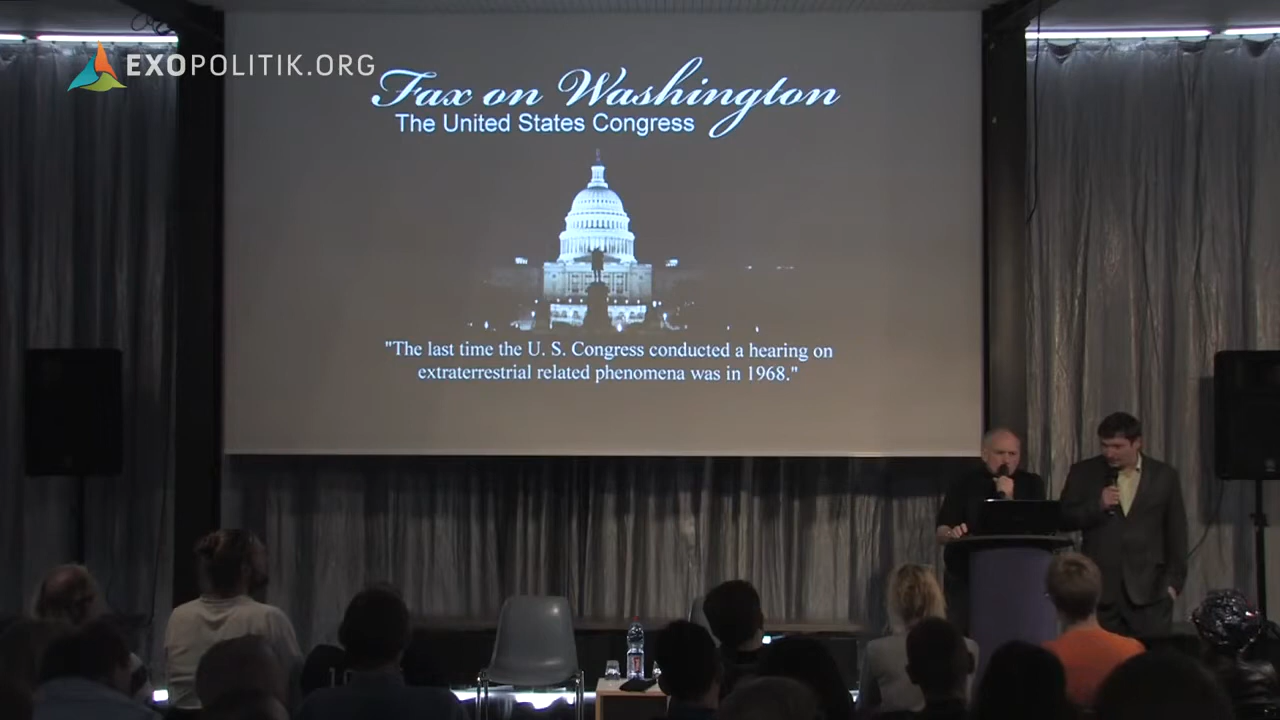 EXOPOLITIK.ORG
Fax on Washington
The United States Congress
"The last time the U. S. Congress conducted a hearing on
extraterrestrial related phenomena was in 1968."